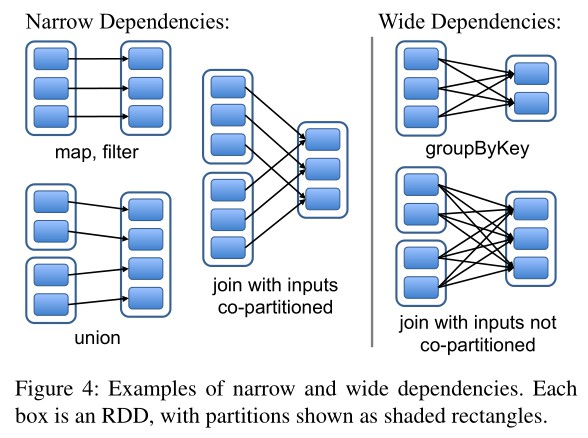 Narrow Dependencies:
Wide Dependencies:
map, filter
union
join with inputs
co-partitioned
groupByKey
join with inputs not
co-partitioned
Figure 4: Examples of narrow and wide dependencies. Each
box is an RDD, with partitions shown as shaded rectangles.